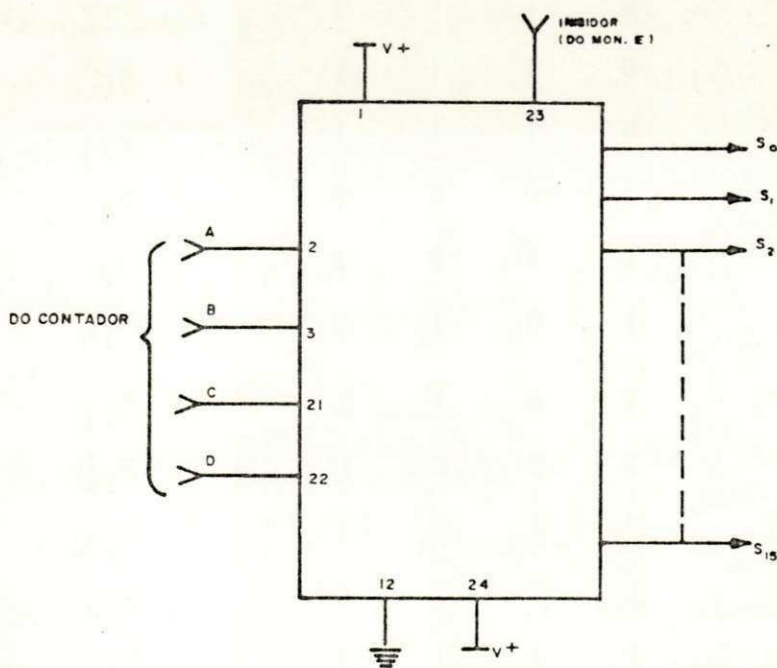 INIBIDOR
(DO MON. E)
V+
1
23
S0
S1
A
2
S2
B
DO CONTADOR
3
C
21
D
22
S15
12
24
V+